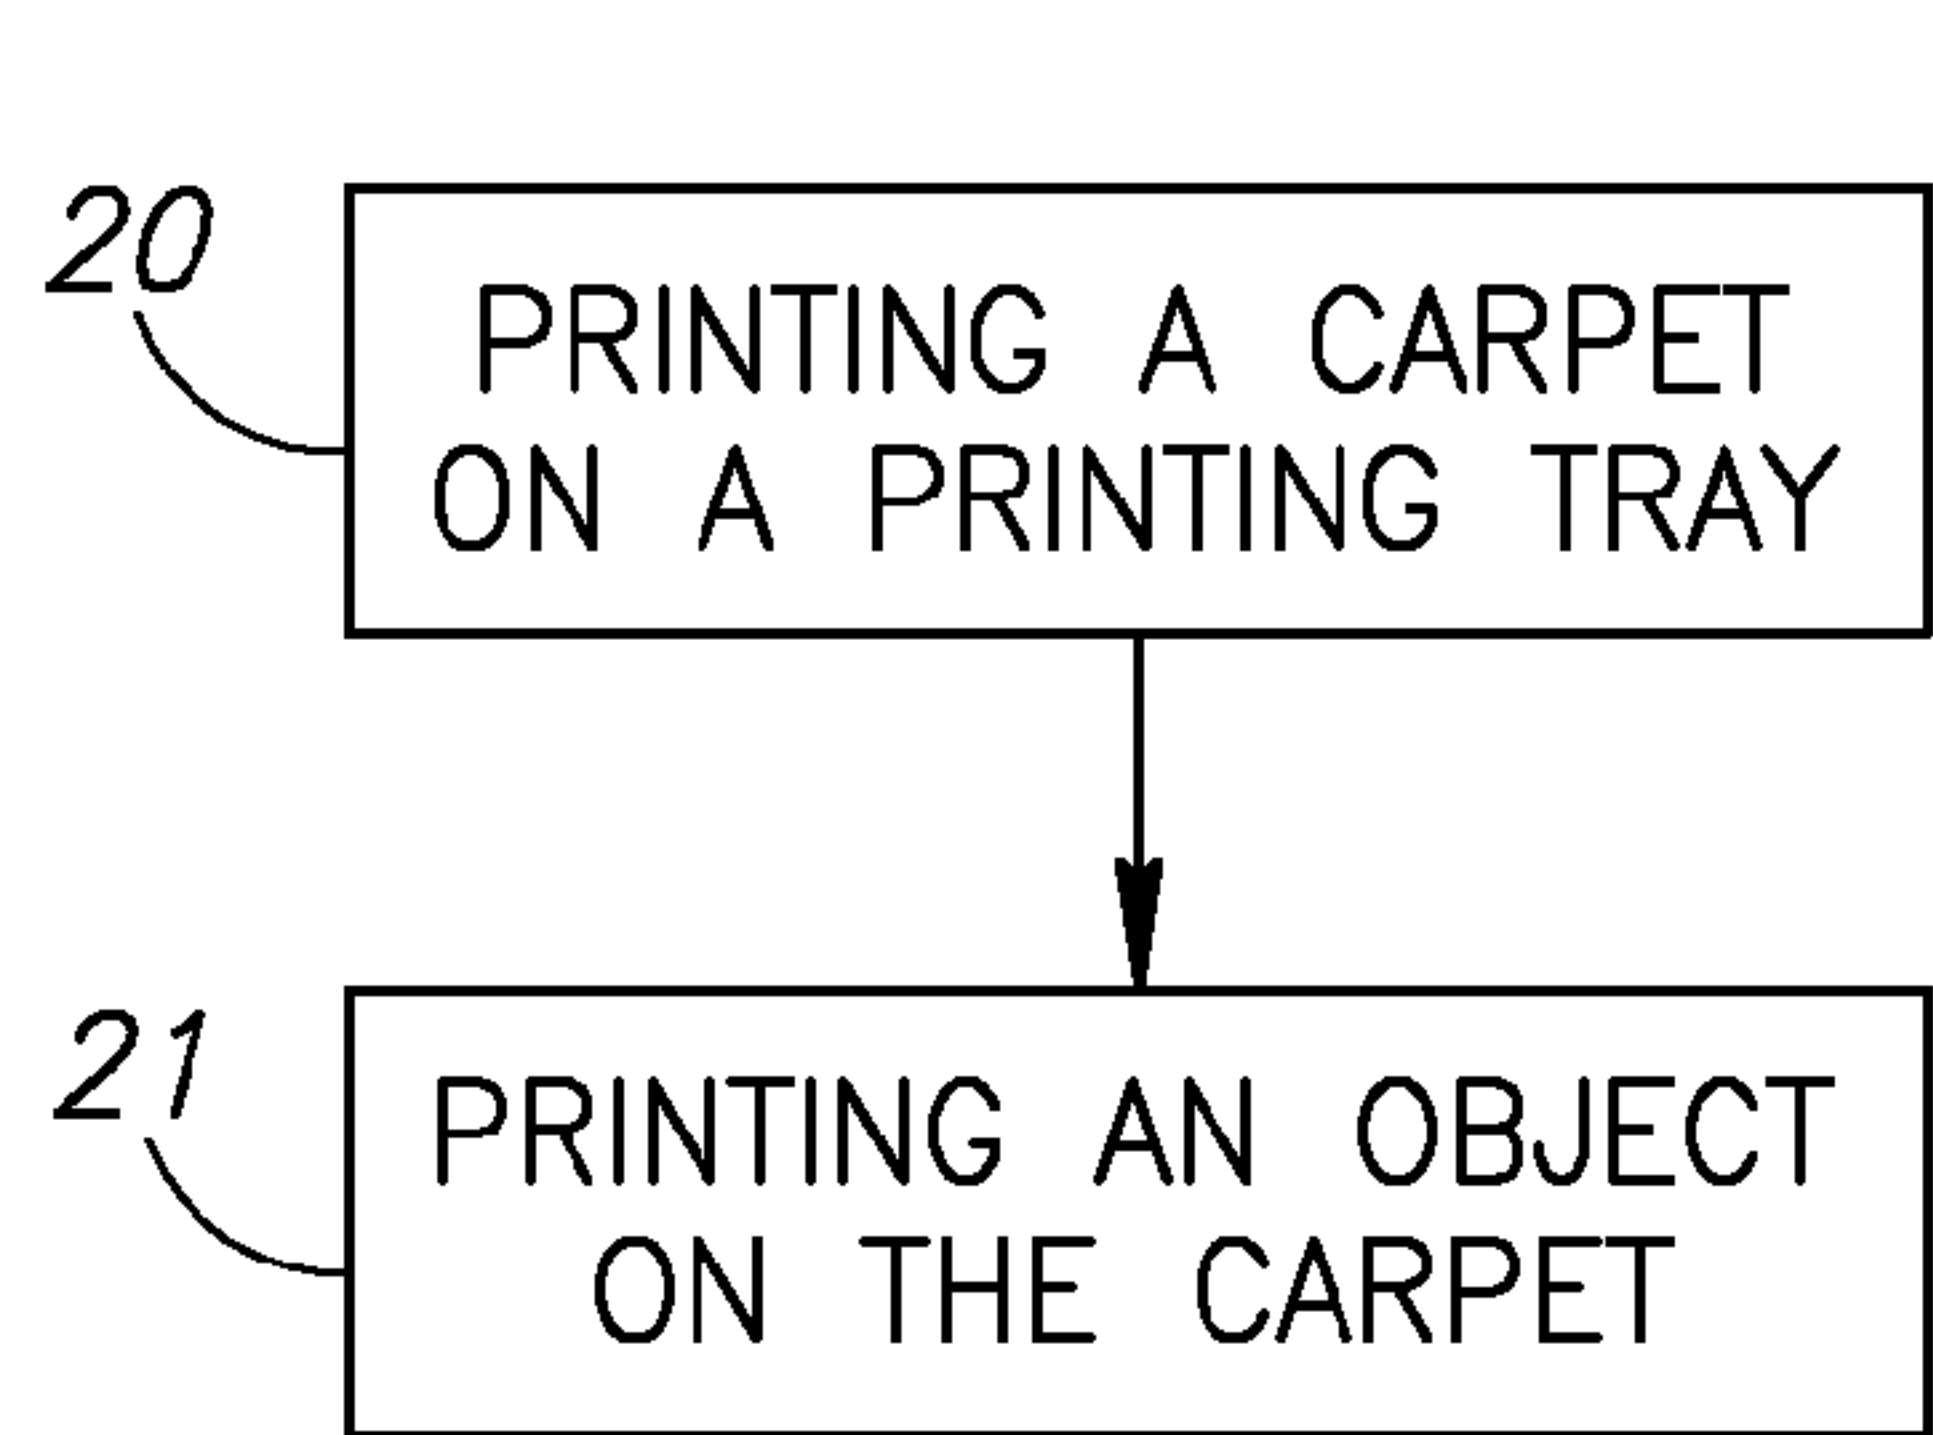 20
PRINTING A CARPET
ON A PRINTING TRAY
21
PRINTING AN OBJECT
ON THE CARPET